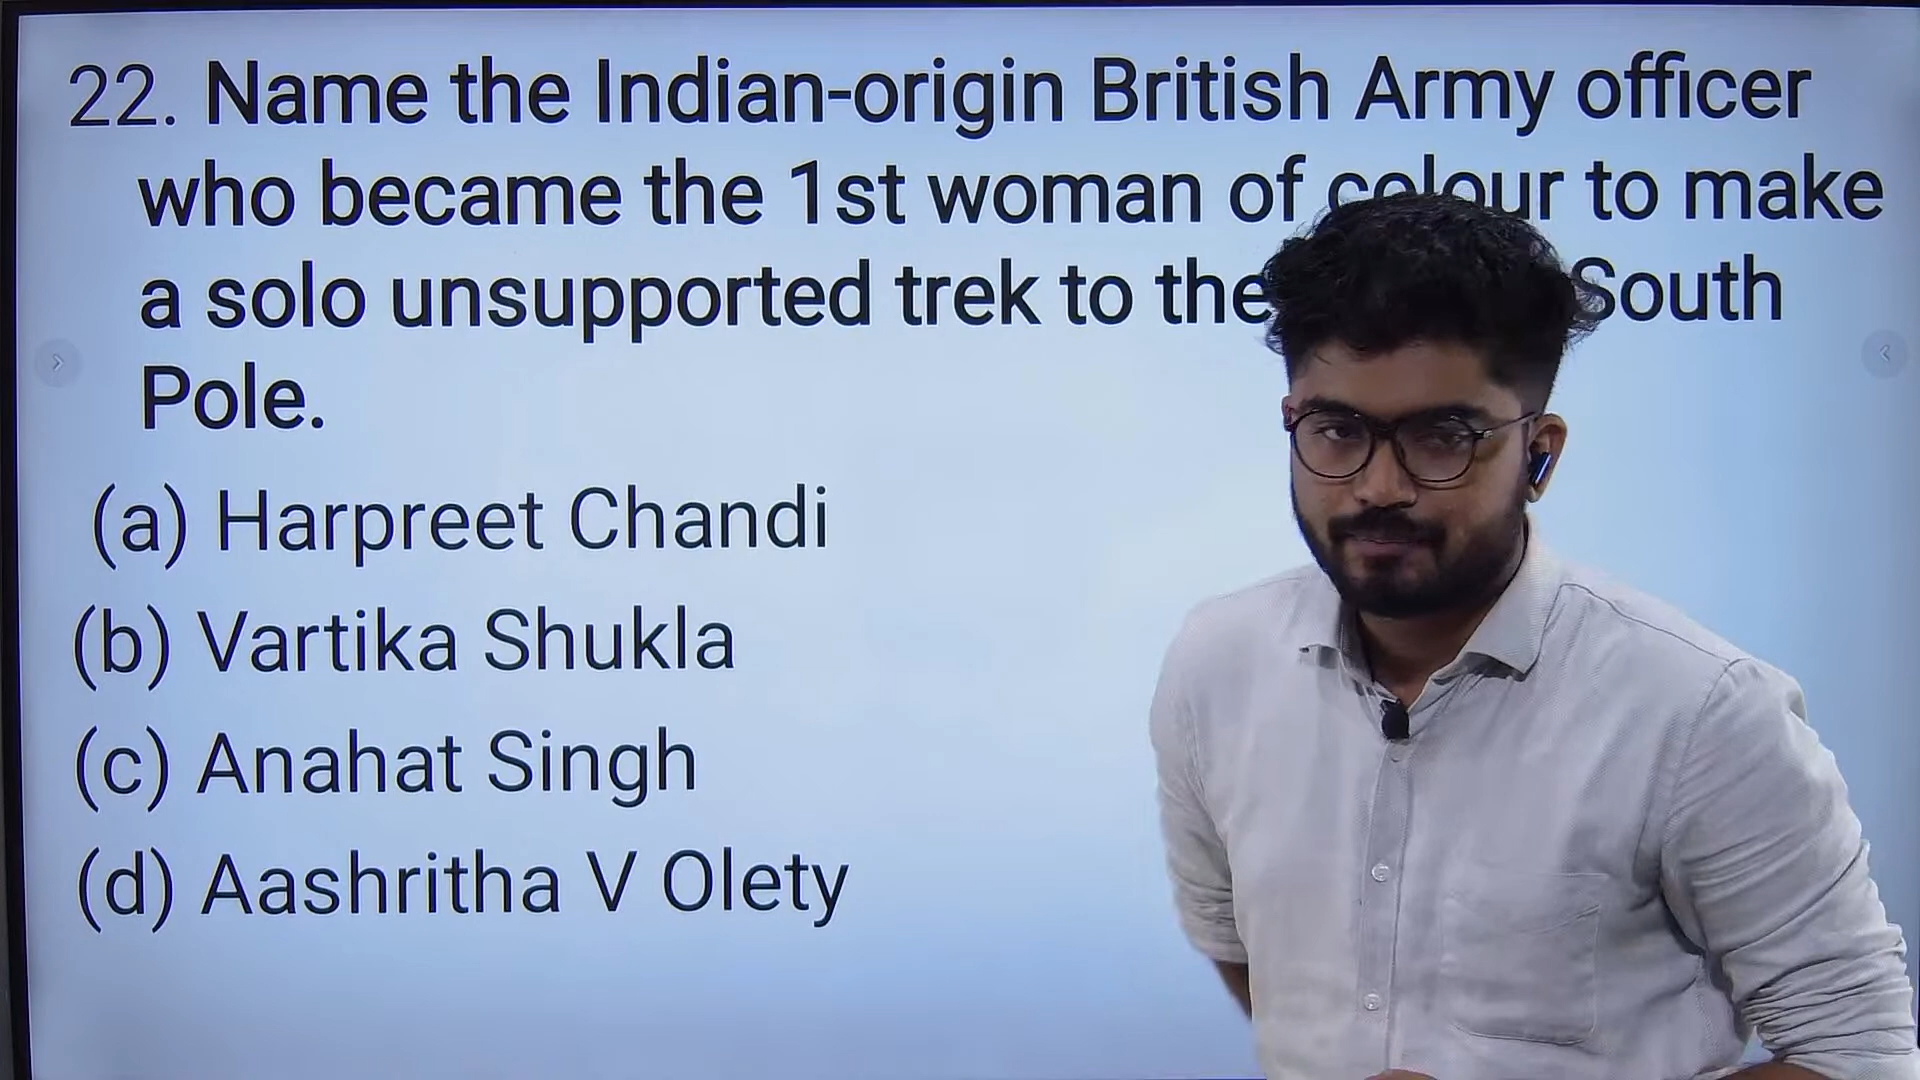 22. Name the Indian-origin British Army officer
who became the 1st woman of colour to make
a solo unsupported trek to the South
Pole.
(a) Harpreet Chandi
(b) Vartika Shukla
(c) Anahat Singh
(d) Aashritha V Olety